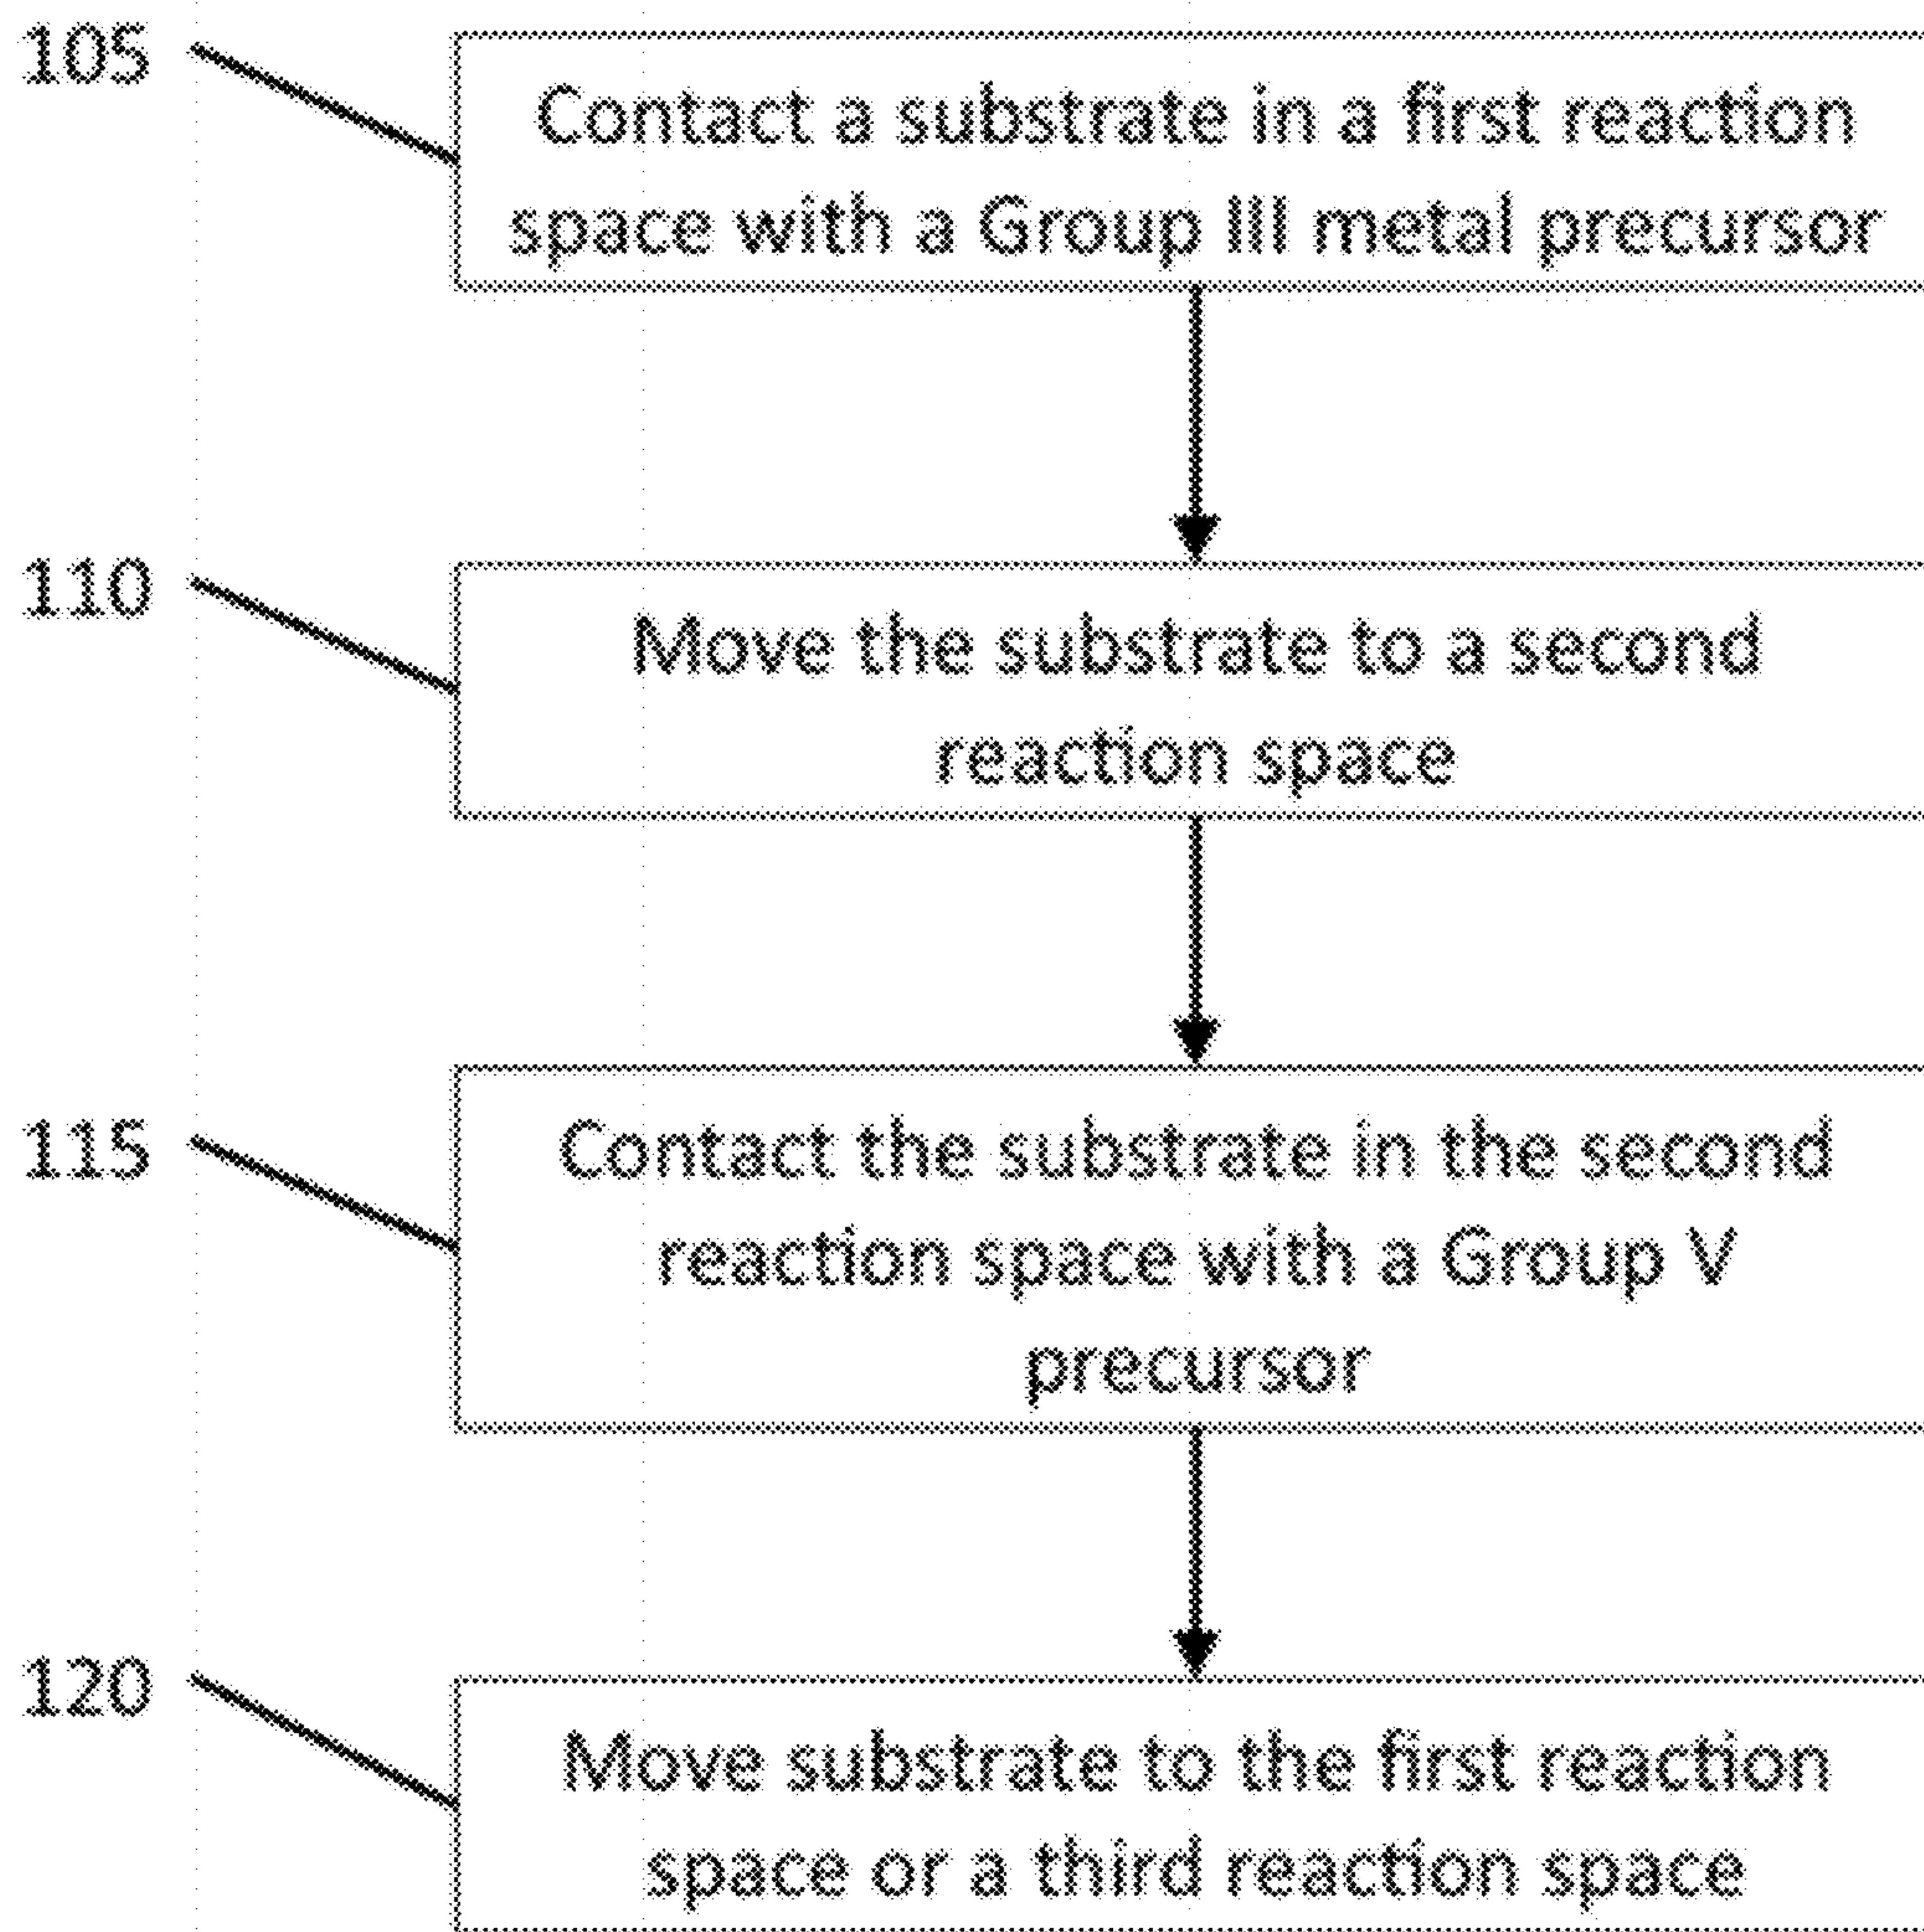 105
Contact a substrate in a first reaction
space with a Group III metal precursor
110
Move the substrate to a second
reaction space
115
Contact the substrate in the second
reaction space with a Group V
precursor
120
Move substrate to the first reaction
space or a third reaction space